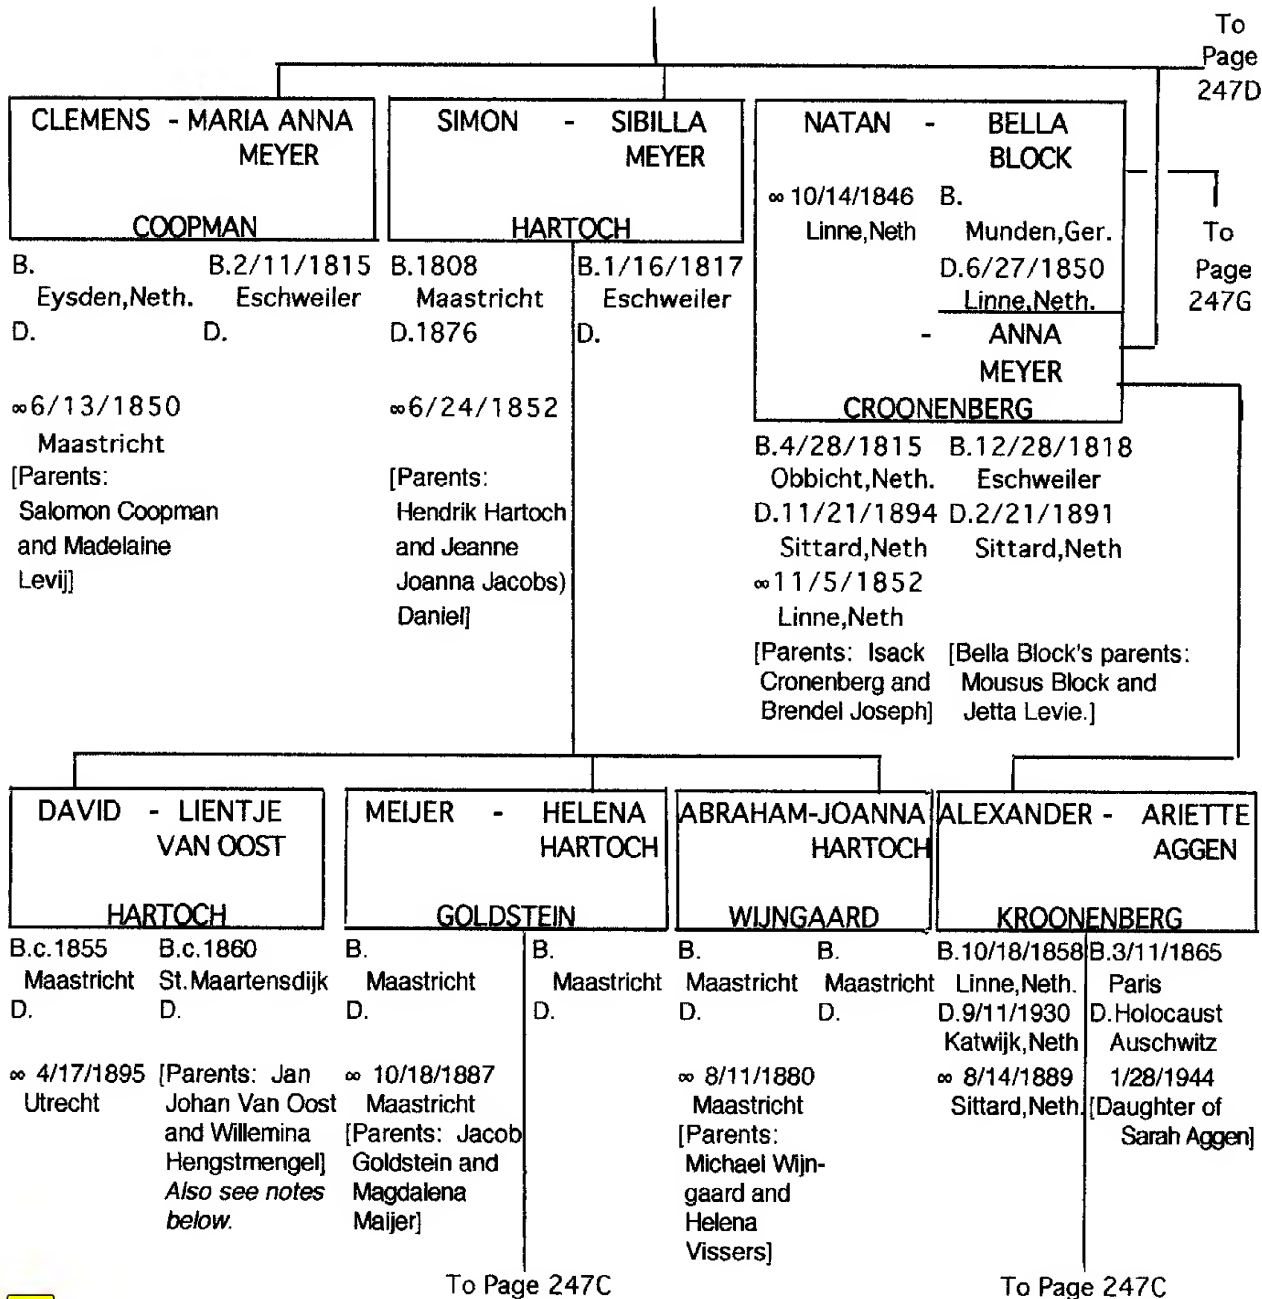 To
Page
247D
CLEMENS - MARIA ANNA
MEYER
COOPMAN
B.
Eysden,Neth.
D.
B.2/11/1815
Eschweiler
D.
∞6/13/1850
Maastricht
[Parents:
Salomon Coopman
and Madelaine
Levij]
SIMON - SIBILLA
MEYER
HARTOCH
B.1808
Maastricht
D.1876
B.1/16/1817
Eschweiler
D.
∞6/24/1852
[Parents:
Hendrik Hartoch
and Jeanne
Joanna Jacobs)
Daniel]
NATAN - BELLA
BLOCK
∞ 10/14/1846
Linne,Neth
B.
Munden,Ger.
D.6/27/1850
Linne,Neth.
- ANNA
MEYER
CROONENBERG
To
Page
247G
B.4/28/1815
Obbicht,Neth.
D.11/21/1894
Sittard,Neth
B.12/28/1818
Eschweiler
D.2/21/1891
Sittard,Neth
∞11/5/1852
Linne,Neth
[Parents: Isack
Cronenberg and
Brendel Joseph]
[Bella Block's parents:
Mousus Block and
Jetta Levie.]
DAVID - LIENTJE
VAN OOST
HARTOCH
B.c.1855
Maastricht
D.
B.c.1860
St.Maartensdijk
D.
∞ 4/17/1895
Utrecht
[Parents: Jan
Johan Van Oost
and Willemina
Hengstmengel]
Also see notes
below.
MEIJER - HELENA
HARTOCH
GOLDSTEIN
B.
Maastricht
D.
B.
Maastricht
D.
∞ 10/18/1887
Maastricht
[Parents: Jacob
Goldstein and
Magdalena
Maijer]
To Page 247C
ABRAHAM-JOANNA
HARTOCH
WIJNGAARD
B.
Maastricht
D.
B.
Maastricht
D.
∞ 8/11/1880
Maastricht
[Parents:
Michael Wijn-
gaard and
Helena
Vissers]
ALEXANDER - ARIETTE
AGGEN
KROONENBERG
B.10/18/1858
Linne,Neth.
D.9/11/1930
Katwijk,Neth
∞ 8/14/1889
Sittard,Neth.
B.3/11/1865
Paris
D.Holocaust
Auschwitz
1/28/1944
[Daughter of
Sarah Aggen]
To Page 247C